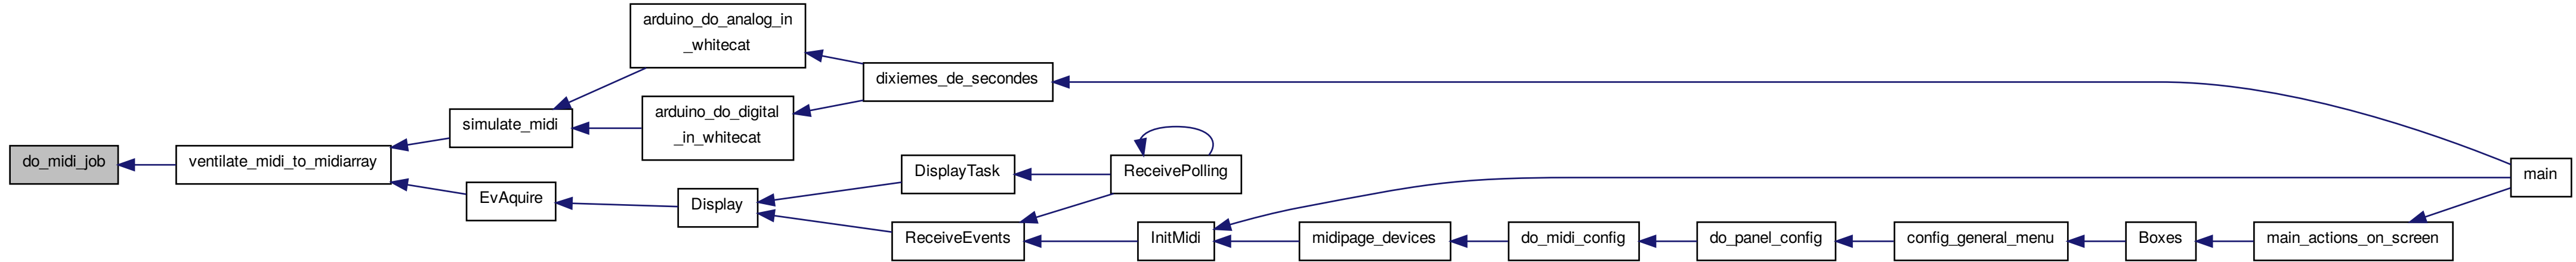 do_midi_job
ventilate_midi_to_midiarray
simulate_midi
arduino_do_analog_in
_whitecat
dixiemes_de_secondes
arduino_do_digital
_in_whitecat
EvAquire
Display
DisplayTask
ReceivePolling
ReceiveEvents
InitMidi
midipage_devices
do_midi_config
do_panel_config
config_general_menu
Boxes
main_actions_on_screen
main